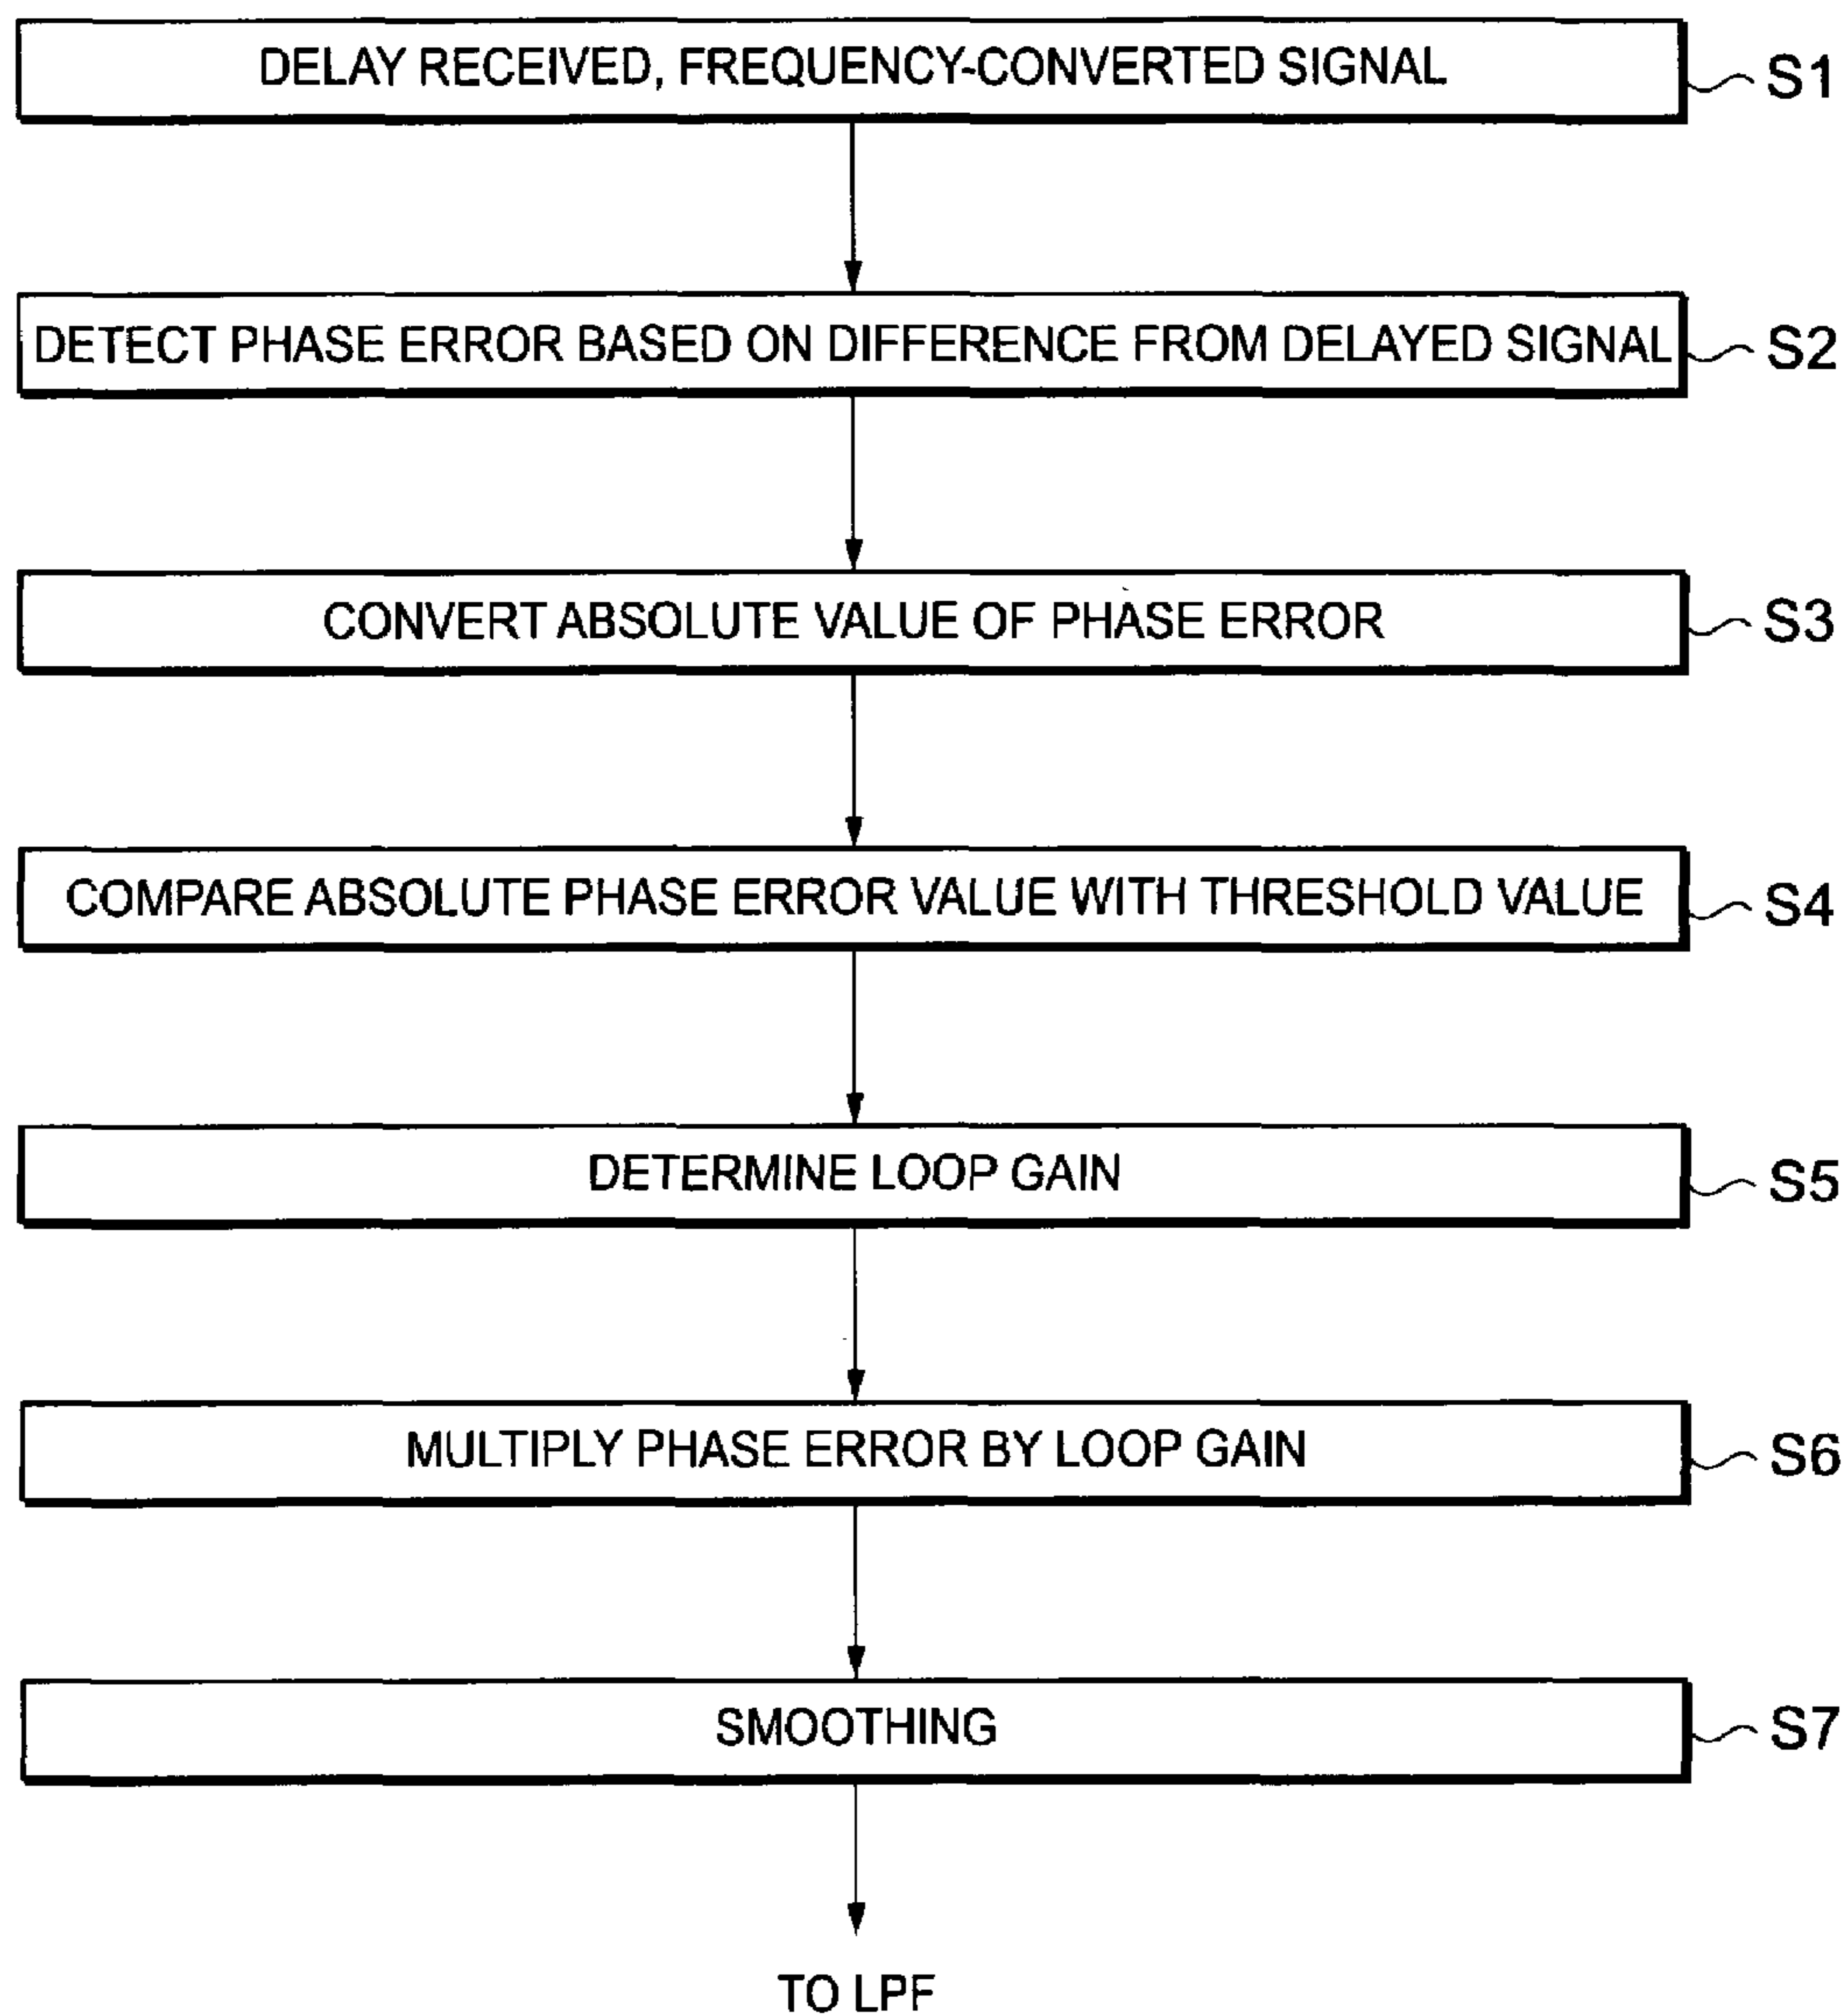 DELAY RECEIVED, FREQUENCY-CONVERTED SIGNAL S1
DETECT PHASE ERROR BASED ON DIFFERENCE FROM DELAYED SIGNAL S2
CONVERT ABSOLUTE VALUE OF PHASE ERROR S3
COMPARE ABSOLUTE PHASE ERROR VALUE WITH THRESHOLD VALUE S4
DETERMINE LOOP GAIN S5
MULTIPLY PHASE ERROR BY LOOP GAIN S6
SMOOTHING S7
TO LPF